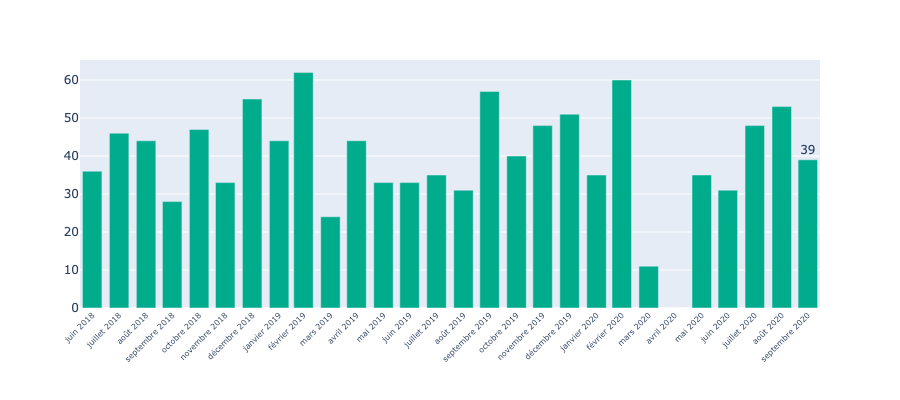 60
50
40
30
20
10
0
39
juin 2018
juillet 2018
août 2018
septembre 2018
octobre 2018
novembre 2018
décembre 2018
janvier 2019
février 2019
mars 2019
avril 2019
mai 2019
juin 2019
juillet 2019
août 2019
septembre 2019
octobre 2019
novembre 2019
décembre 2019
janvier 2020
février 2020
mars 2020
avril 2020
mai 2020
juin 2020
juillet 2020
août 2020
septembre 2020